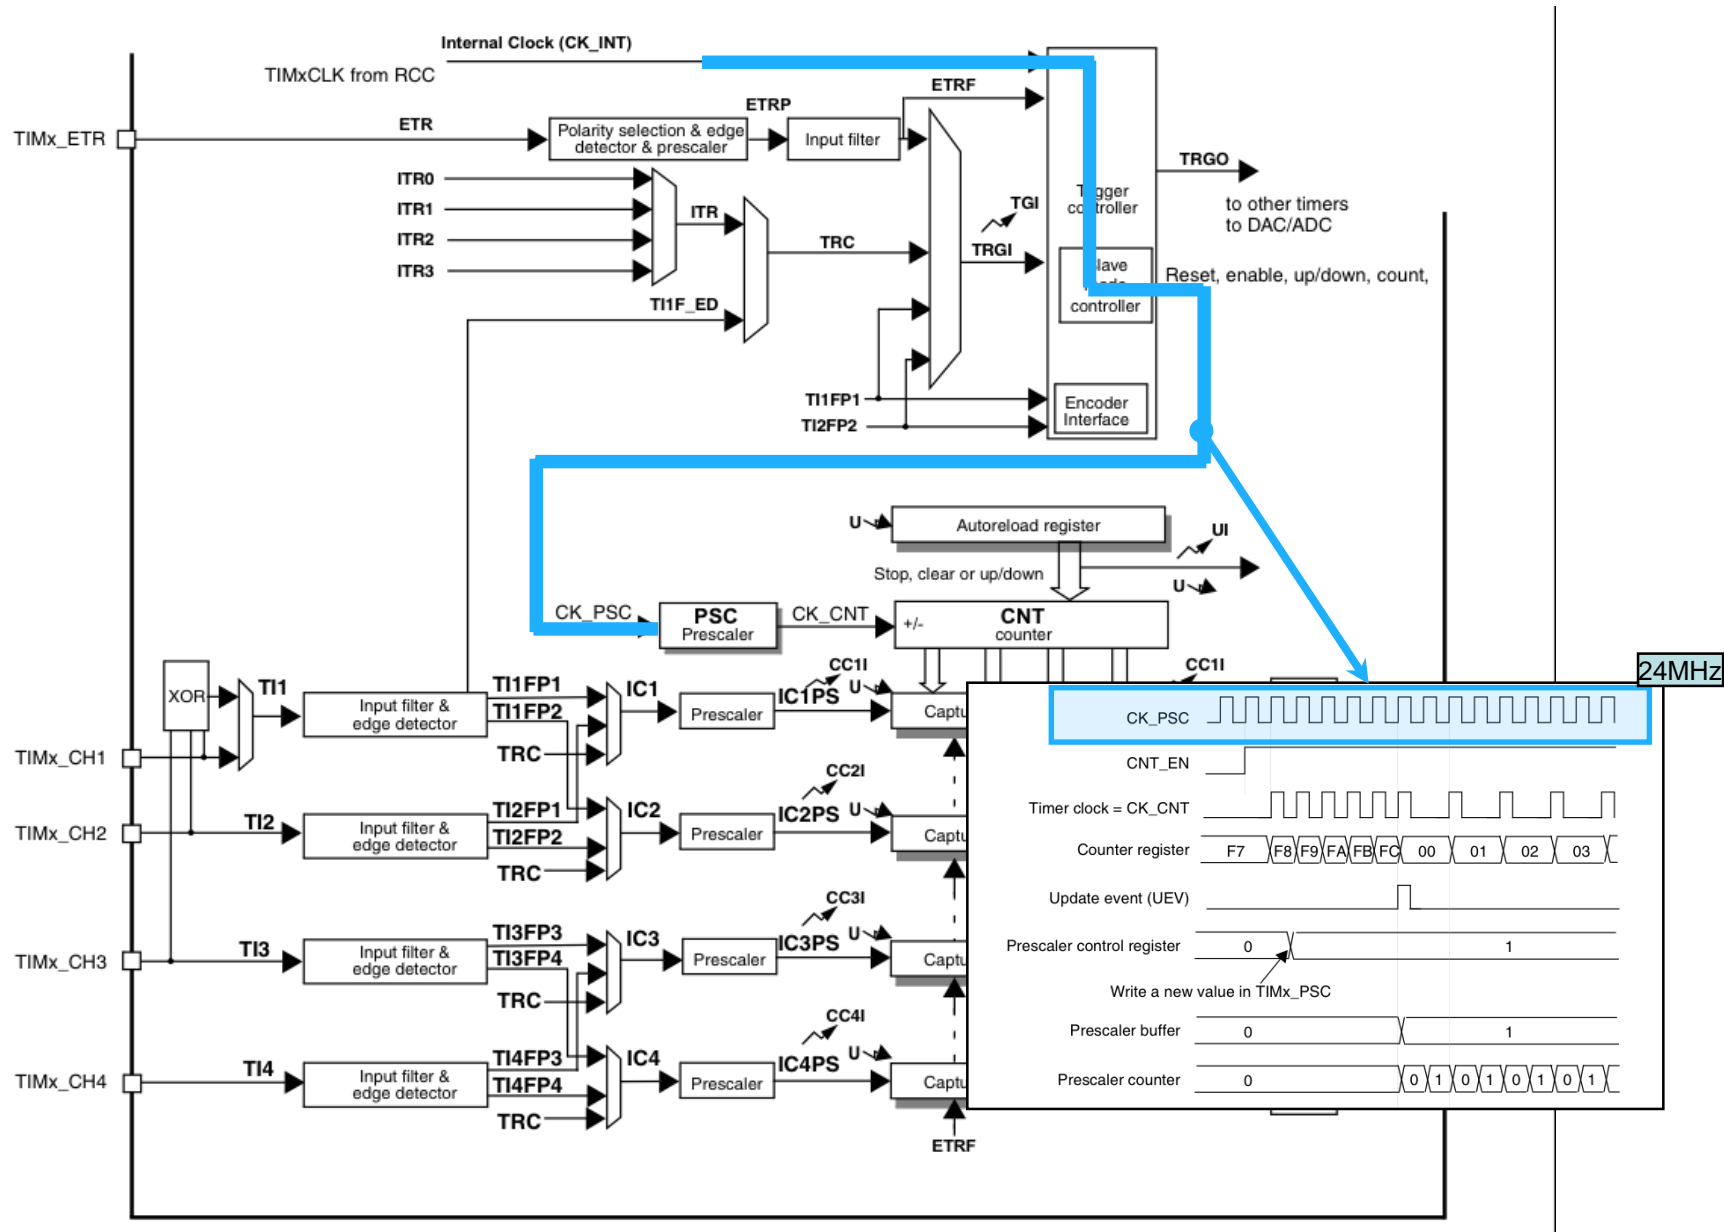 Internal Clock (CK_INT)
TIMxCLK from RCC
ETRF
ETRP
TIMx_ETR
ETR
Polarity selection & edge
detector & prescaler
Input filter
TRGO
to other timers
to DAC/ADC
ITR0
ITR1
ITR2
ITR3
ITR
TGI
TRC
TRGI
controller
Reset, enable, up/down, count,
controller
TI1F_ED
TI1FP1
TI2FP2
Encoder
Interface
U
Autoreload register
UI
Stop, clear or up/down
U
CK_PSC
PSC
Prescaler
CK_CNT
+/-
CNT
counter
XOR
TI1
Input filter &
edge detector
TI1FP1
TI1FP2
TRC
IC1
Prescaler
CC1I
IC1PS
U
Captu
CC1I
TIMx_CH1
TIMx_CH2
TI2
Input filter &
edge detector
TI2FP1
TI2FP2
TRC
IC2
Prescaler
CC2I
IC2PS
U
Captu
TIMx_CH3
TI3
Input filter &
edge detector
TI3FP3
TI3FP4
TRC
IC3
Prescaler
CC3I
IC3PS
U
Captu
TIMx_CH4
TI4
Input filter &
edge detector
TI4FP3
TI4FP4
TRC
IC4
Prescaler
CC4I
IC4PS
U
Captu
ETRF
24MHz
CK_PSC
CNT_EN
Timer clock = CK_CNT
Counter register F7 F8 F9 FA FB FC 00 01 02 03
Update event (UEV)
Prescaler control register 0 1
Write a new value in TIMx_PSC
Prescaler buffer 0 1
Prescaler counter 0 0 1 0 1 0 1 0 1